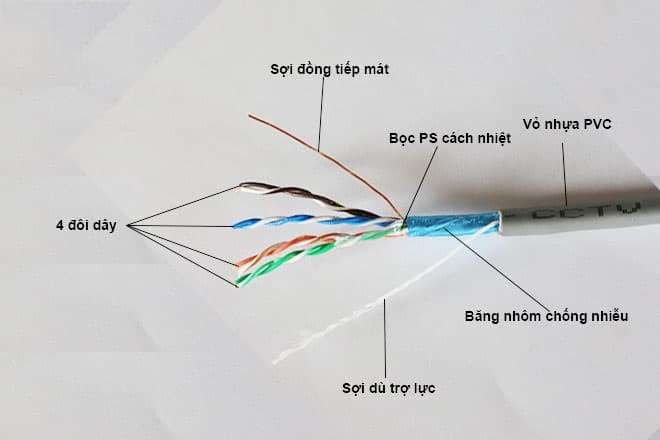 Sợi đồng tiếp mát
Bọc PS cách nhiệt
Vỏ nhựa PVC
4 đôi dây
CCTV
Băng nhôm chống nhiễu
Sợi dù trợ lực